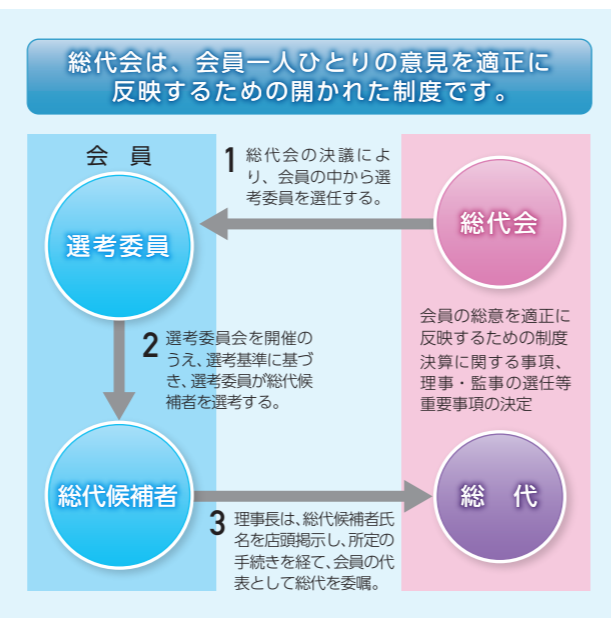 総代会は、会員一人ひとりの意見を適正に
反映するための開かれた制度です。
会 員
選考委員
1 総代会の決議によ
り、会員の中から選
考委員を選任する。
総代会
会員の総意を適正に
反映するための制度
決算に関する事項、
理事・監事の選任等
重要事項の決定
2 選考委員会を開催の
うえ、選考基準に基づ
き、選考委員が総代候
補者を選考する。
総代候補者
3 理事長は、総代候補者氏
名を店頭掲示し、所定の
手続きを経て、会員の代
表として総代を委嘱。
総 代